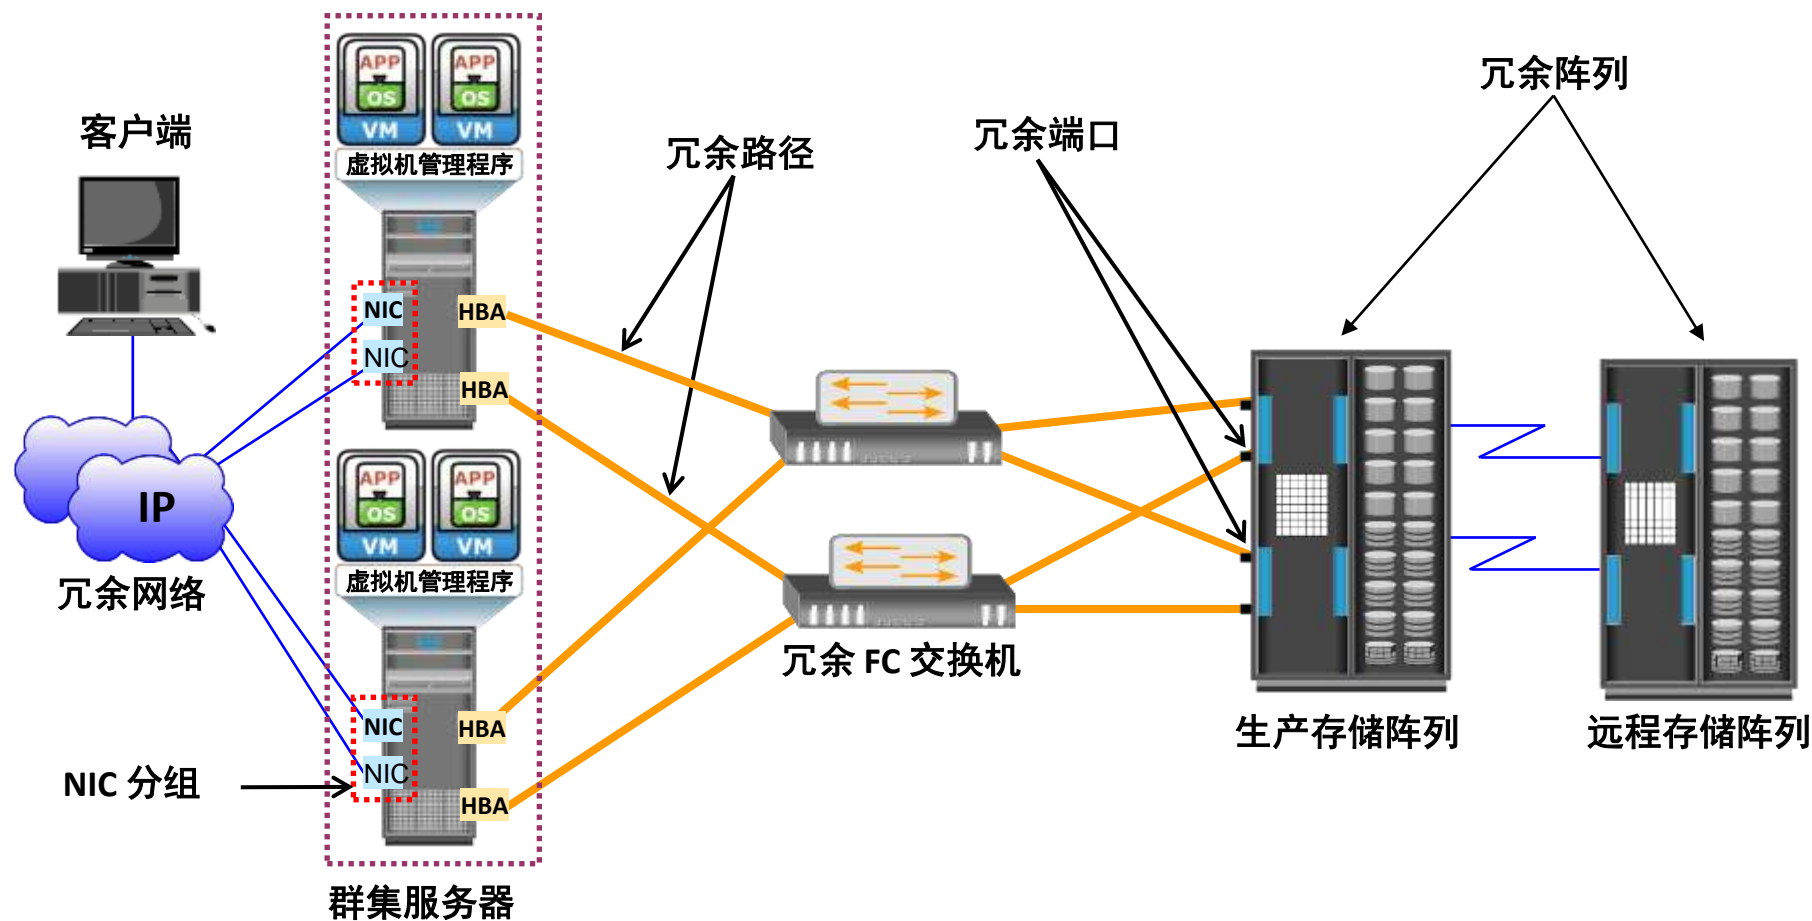 冗余阵列
客户端
冗余路径
冗余端口
APP
OS
VM
APP
OS
VM
虚拟机管理程序
NIC
HBA
NIC
HBA
APP
OS
VM
APP
OS
VM
虚拟机管理程序
IP
冗余网络
NIC
HBA
NIC
HBA
NIC 分组
冗余 FC 交换机
生产存储阵列
远程存储阵列
群集服务器